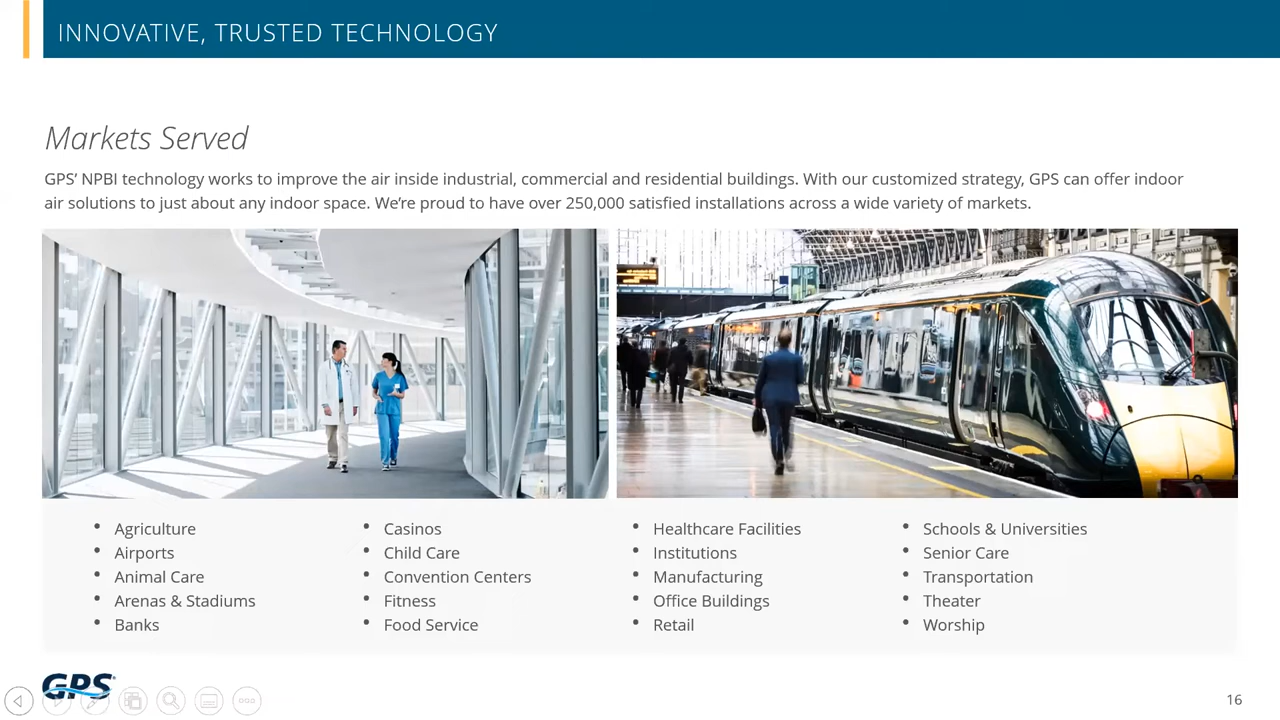 INNOVATIVE, TRUSTED TECHNOLOGY
Markets Served
GPS’ NPBI technology works to improve the air inside industrial, commercial and residential buildings. With our customized strategy, GPS can offer indoor
air solutions to just about any indoor space. We’re proud to have over 250,000 satisfied installations across a wide variety of markets.
• Agriculture
• Airports
• Animal Care
• Arenas & Stadiums
• Banks
• Casinos
• Child Care
• Convention Centers
• Fitness
• Food Service
• Healthcare Facilities
• Institutions
• Manufacturing
• Office Buildings
• Retail
• Schools & Universities
• Senior Care
• Transportation
• Theater
• Worship
GPS®
16